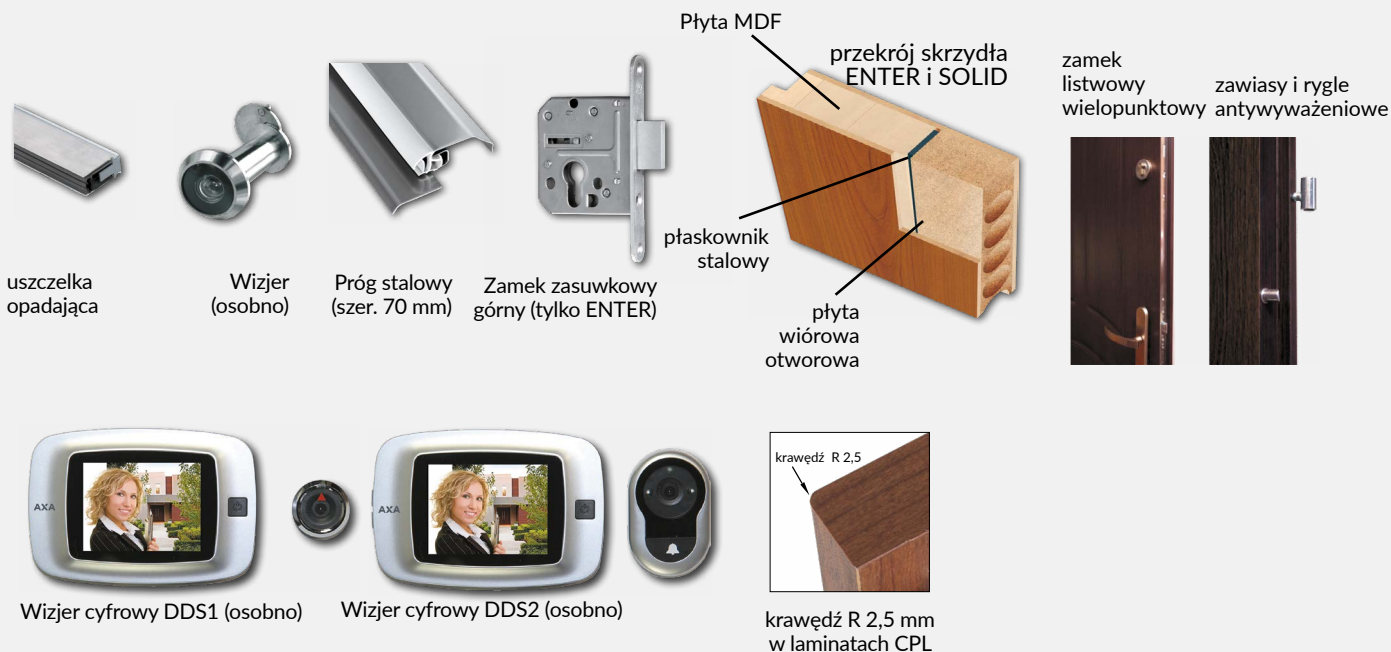 Płyta MDF
przekrój skrzydła
ENTER i SOLID
zamek
listwowy
wielopunktowy
zawiasy i rygle
antywyważeniowe
płaskownik
stalowy
płyta
wiórowa
otworowa
uszczelka
opadająca
Wizjer
(osobno)
Próg stalowy
(szer. 70 mm)
Zamek zasuwkowy
górny (tylko ENTER)
AXA
AXA
krawędź R 2,5
Wizjer cyfrowy DDS1 (osobno)
Wizjer cyfrowy DDS2 (osobno)
krawędź R 2,5 mm
w laminatach CPL